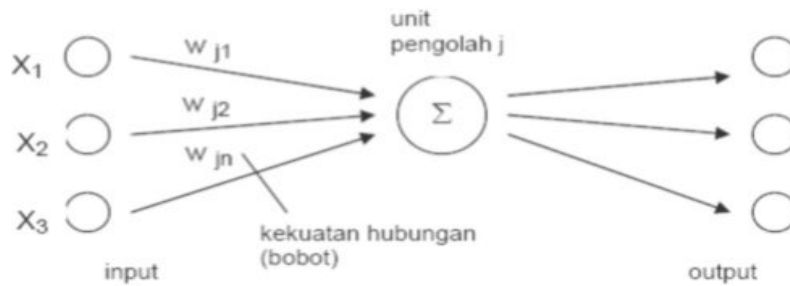 unit
pengolah j
X1
W j1
Σ
X2
W j2
W jn
X3
kekuatan hubungan
(bobot)
input
output